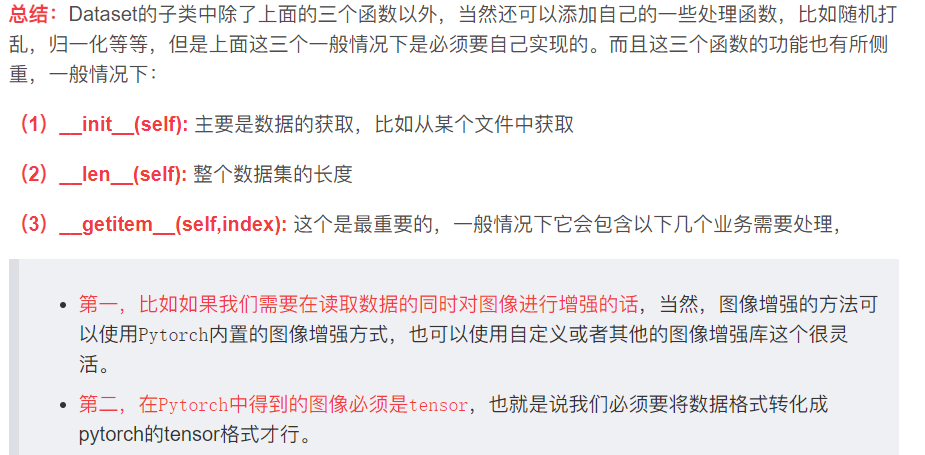 总结：Dataset的子类中除了上面的三个函数以外，当然还可以添加自己的一些处理函数，比如随机打
乱，归一化等等，但是上面这三个一般情况下是必须要自己实现的。而且这三个函数的功能也有所侧
重，一般情况下：
（1）__init__(self): 主要是数据的获取，比如从某个文件中获取
（2）__len__(self): 整个数据集的长度
（3）__getitem__(self,index): 这个是最重要的，一般情况下它会包含以下几个业务需要处理，
• 第一，比如如果我们需要在读取数据的同时对图像进行增强的话，当然，图像增强的方法可
以使用Pytorch内置的图像增强方式，也可以使用自定义或者其他的图像增强库这个很灵
活。
• 第二，在Pytorch中得到的图像必须是tensor，也就是说我们必须要将数据格式转化成
pytorch的tensor格式才行。